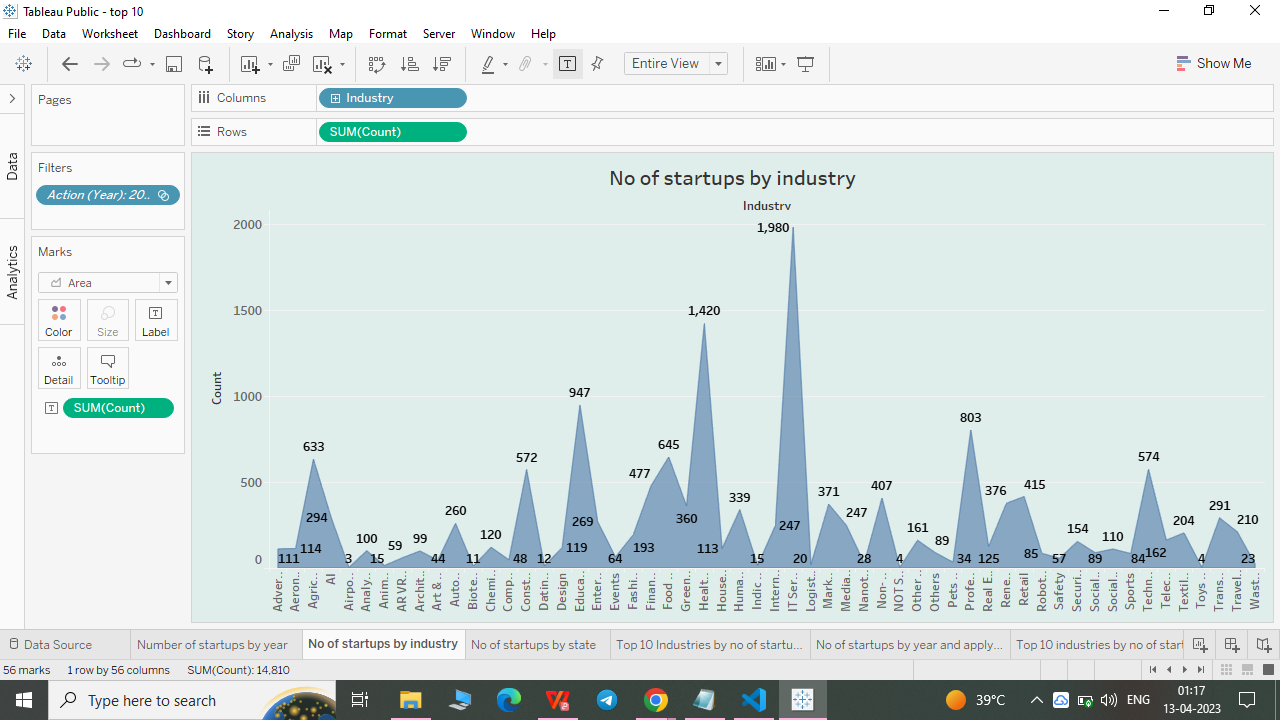 Tableau Public - top 10
File Data Worksheet Dashboard Story Analysis Map Format Server Window Help
Entire View
Show Me
Data
Analytics
Pages
Filters
Action (Year): 20..
Marks
Area
Color Size Label
Detail Tooltip
SUM(Count)
Columns Industry
Rows SUM(Count)
No of startups by industry
Industry
Count
2000
1500
1000
500
0
111 114 633 294 3 100 15 59 99 44 260 11 120 48 572 12 119 947 269 64 193 477 645 360 1,420 113 339 15 247 1,980 20 371 247 28 407 4 161 89 34 803 125 376 415 85 57 154 89 110 84 574 162 204 4 291 210 23
Adver..
Aeron..
Agric..
AI
Airpo..
Analy..
Anim..
AR VR..
Archit..
Art & ..
Auto..
Biote..
Chemi..
Comp..
Const..
Datin..
Design
Educa..
Enter..
Events
Fashi..
Finan..
Food ..
Green..
Healt..
House..
Huma..
Indic ..
Intern..
IT Ser..
Logist..
Mark..
Media..
Nanot..
Non- ..
NOT S..
Other ..
Others
Pets ..
Profe..
Real E..
Rene..
Retail
Robot..
Safety
Securi..
Social..
Social..
Sports
Techn..
Telec..
Textil..
Toys ..
Trans..
Travel..
Wast..
Data Source Number of startups by year No of startups by industry No of startups by state Top 10 Industries by no of startu... No of startups by year and apply... Top 10 industries by no of start
56 marks 1 row by 56 columns SUM(Count): 14,810
Type here to search
39°C
ENG
01:17
13-04-2023